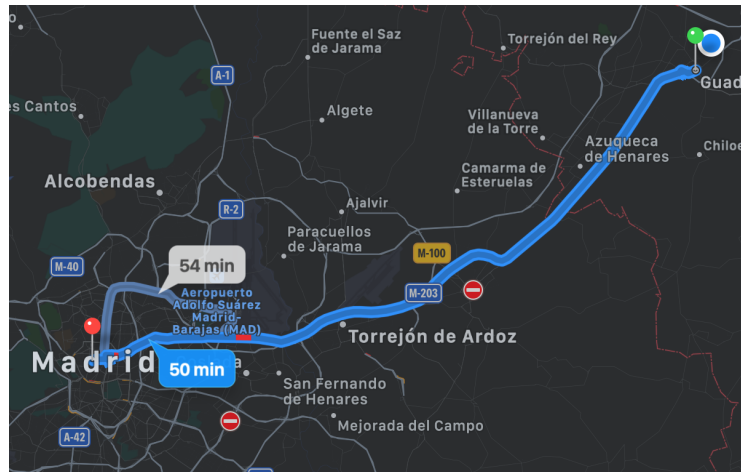 Fuente el Saz
de Jarama
Torrejón del Rey
A-1
Guad
es Cantos
Algete
Villanueva
de la Torre
Azuqueca
de Henares
Chiloe
Camarma de
Esteruelas
Alcobendas
R-2
Ajalvir
Paracuellos
de Jarama
M-100
M-40
54 min
M-203
Aeropuerto
Adolfo Suárez
Madrid-
Barajas (MAD)
Torrejón de Ardoz
Madrid
50 min
San Fernando
de Henares
Mejorada del Campo
A-42